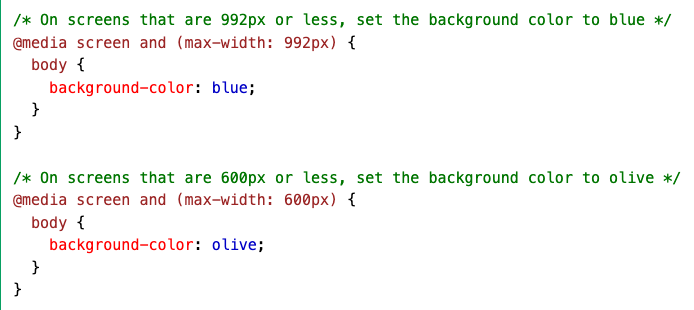 /* On screens that are 992px or less, set the background color to blue */
@media screen and (max-width: 992px) {
  body {
    background-color: blue;
  }
}

/* On screens that are 600px or less, set the background color to olive */
@media screen and (max-width: 600px) {
  body {
    background-color: olive;
  }
}